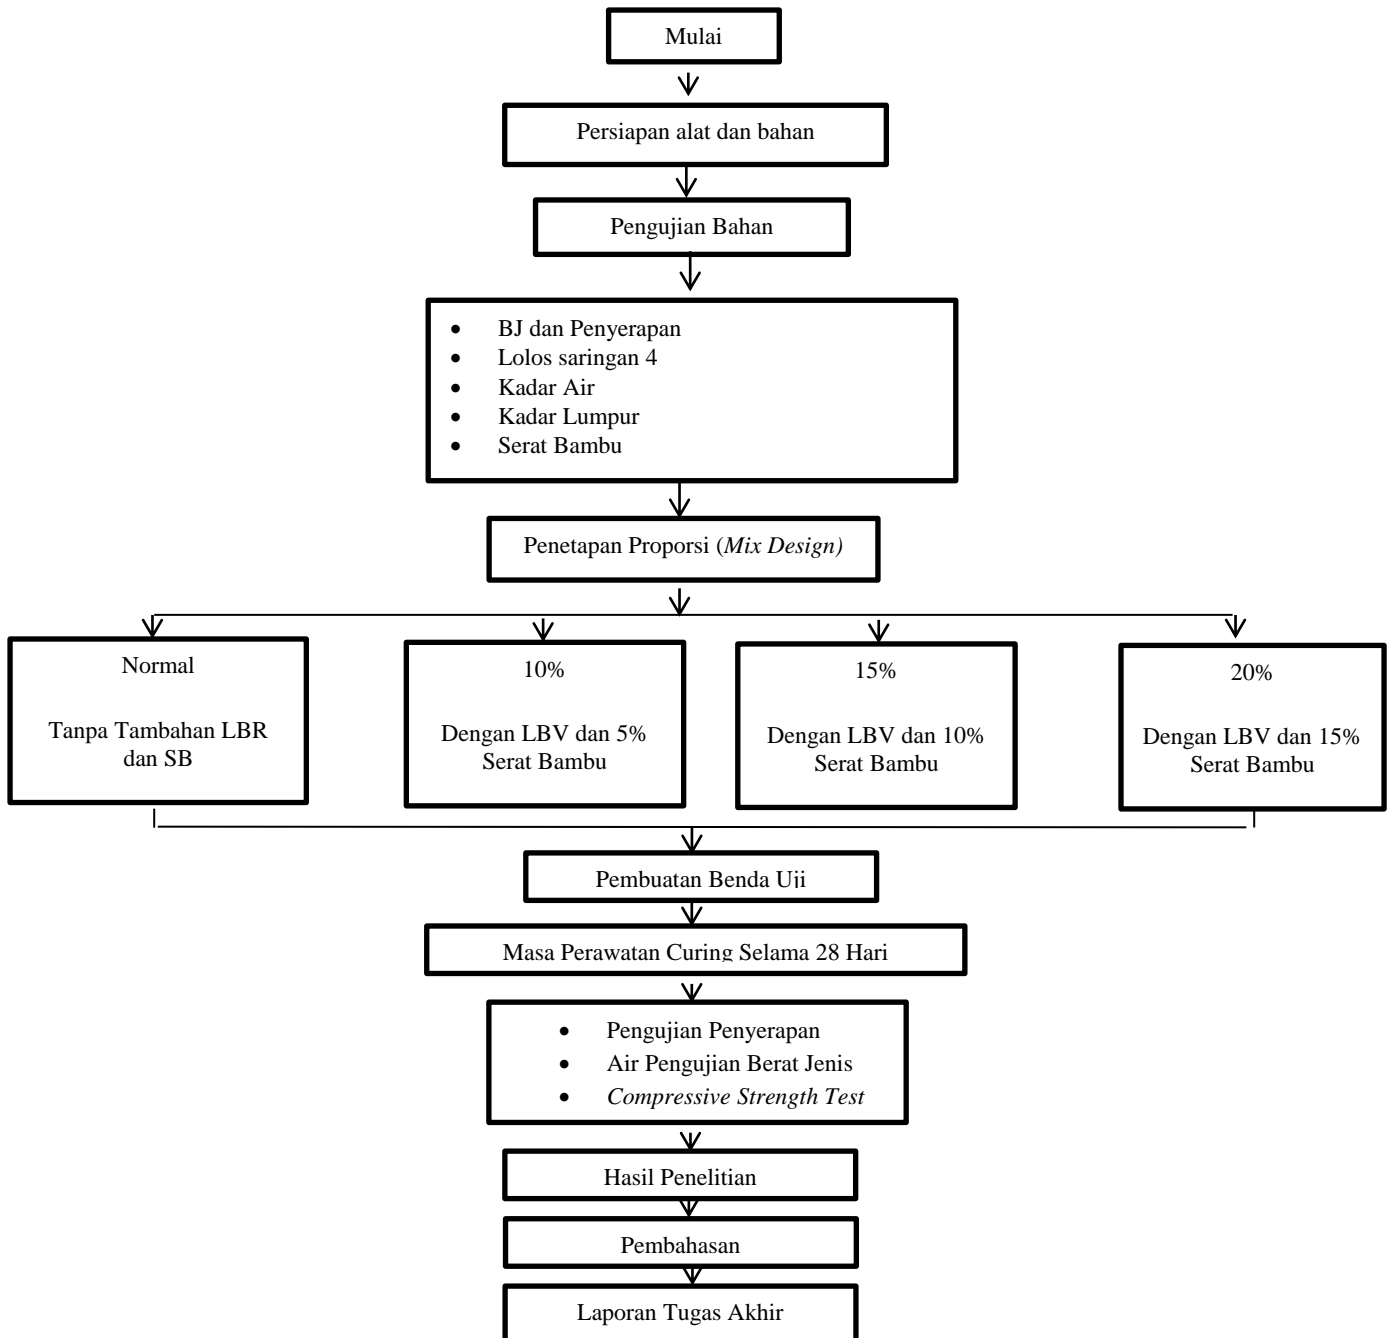 Mulai
Persiapan alat dan bahan
Pengujian Bahan
• BJ dan Penyerapan
• Lolos saringan 4
• Kadar Air
• Kadar Lumpur
• Serat Bambu
Penetapan Proporsi (Mix Design)
Normal
Tanpa Tambahan LBR
dan SB
10%
Dengan LBV dan 5%
Serat Bambu
15%
Dengan LBV dan 10%
Serat Bambu
20%
Dengan LBV dan 15%
Serat Bambu
Pembuatan Benda Uji
Masa Perawatan Curing Selama 28 Hari
• Pengujian Penyerapan
• Air Pengujian Berat Jenis
• Compressive Strength Test
Hasil Penelitian
Pembahasan
Laporan Tugas Akhir